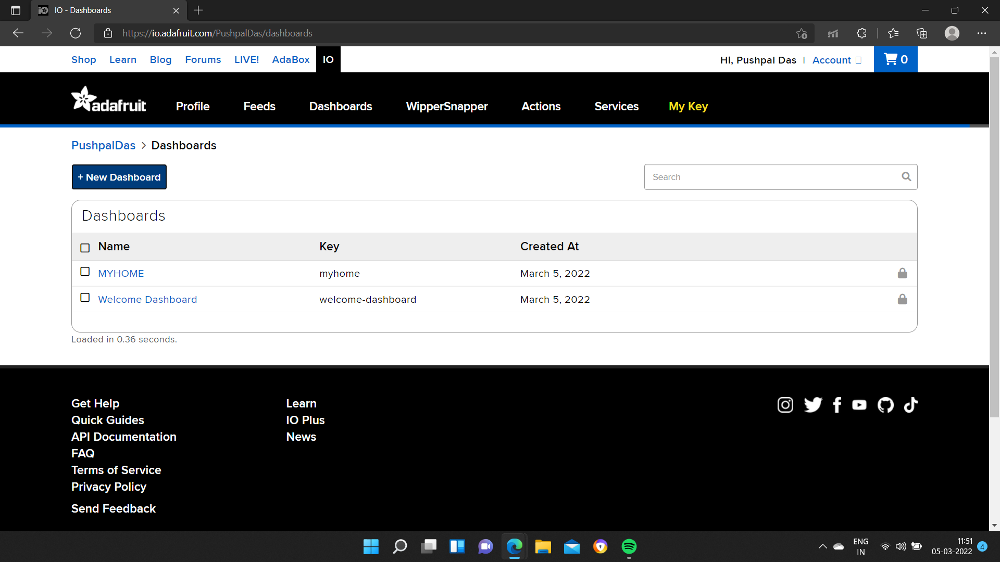 IO - Dashboards
https://io.adafruit.com/PushpalDas/dashboards
Shop Learn Blog Forums LIVE! AdaBox IO Hi, Pushpal Das | Account 0
adafruit Profile Feeds Dashboards WipperSnapper Actions Services My Key
PushpalDas > Dashboards
+ New Dashboard Search
Dashboards
Name Key Created At
MYHOME myhome March 5, 2022
Welcome Dashboard welcome-dashboard March 5, 2022
Loaded in 0.36 seconds.
Get Help Learn
Quick Guides IO Plus
API Documentation News
FAQ
Terms of Service
Privacy Policy
Send Feedback
ENG 11:51
IN 05-03-2022 4